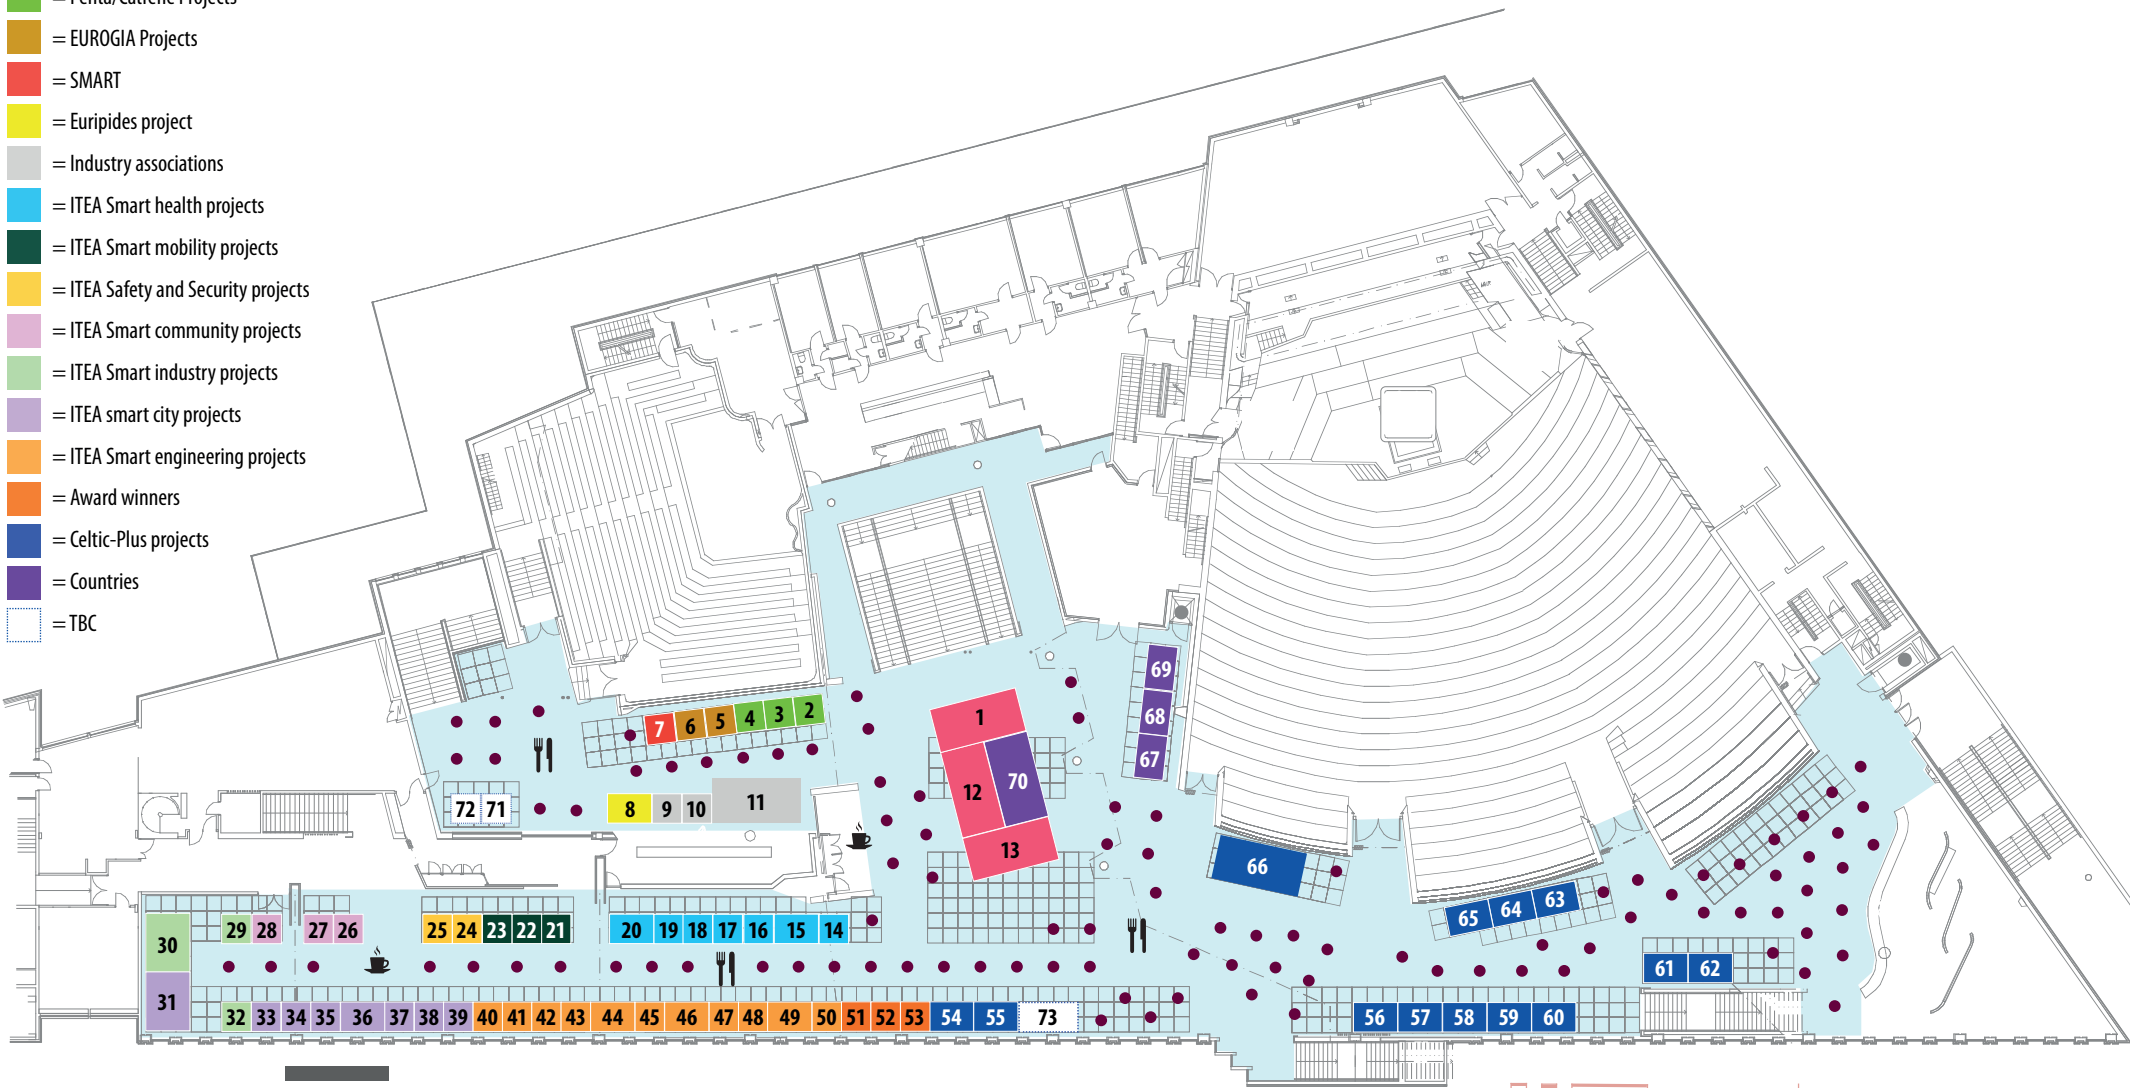 = Penta/Catrene Projects
= EUROGIA Projects
= SMART
= Euripides project
= Industry associations
= ITEA Smart health projects
= ITEA Smart mobility projects
= ITEA Safety and Security projects
= ITEA Smart community projects
= ITEA Smart industry projects
= ITEA smart city projects
= ITEA Smart engineering projects
= Award winners
= Celtic-Plus projects
= Countries
= TBC
69
68
67
7 6 5 4 3 2
1
12 70
13
72 71
8 9 10 11
66
65 64 63
30
29 28 27 26 25 24 23 22 21 20 19 18 17 16 15 14
61 62
31
32 33 34 35 36 37 38 39 40 41 42 43 44 45 46 47 48 49 50 51 52 53 54 55 73
56 57 58 59 60